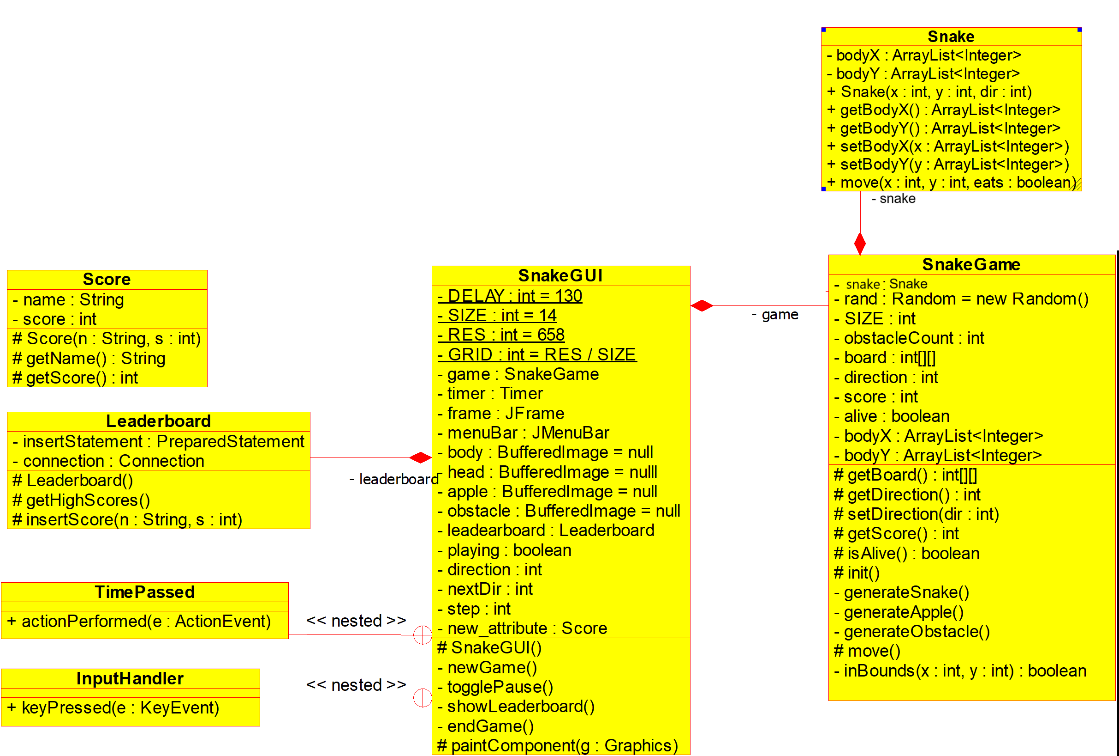 Snake
- bodyX : ArrayList<Integer>
- bodyY : ArrayList<Integer>
+ Snake(x : int, y : int, dir : int)
+ getBodyX() : ArrayList<Integer>
+ getBodyY() : ArrayList<Integer>
+ setBodyX(x : ArrayList<Integer>)
+ setBodyY(y : ArrayList<Integer>)
+ move(x : int, y : int, eats : boolean)
- snake
Score
- name : String
- score : int
# Score(n : String, s : int)
# getName() : String
# getScore() : int
Leaderboard
- insertStatement : PreparedStatement
- connection : Connection
# Leaderboard()
# getHighScores()
# insertScore(n : String, s : int)
- leaderboard
TimePassed
+ actionPerformed(e : ActionEvent)
<< nested >>
InputHandler
+ keyPressed(e : KeyEvent)
<< nested >>
SnakeGUI
- DELAY : int = 130
- SIZE : int = 14
- RES : int = 658
- GRID : int = RES / SIZE
- game : SnakeGame
- timer : Timer
- frame : JFrame
- menuBar : JMenuBar
- body : BufferedImage = null
- head : BufferedImage = nulll
- apple : BufferedImage = null
- obstacle : BufferedImage = null
- leadearboard : Leaderboard
- playing : boolean
- direction : int
- nextDir : int
- step : int
- new_attribute : Score
# SnakeGUI()
- newGame()
- togglePause()
- showLeaderboard()
- endGame()
# paintComponent(g : Graphics)
- game
SnakeGame
- snake : Snake
- rand : Random = new Random()
- SIZE : int
- obstacleCount : int
- board : int[][]
- direction : int
- score : int
- alive : boolean
- bodyX : ArrayList<Integer>
- bodyY : ArrayList<Integer>
# getBoard() : int[][]
# getDirection() : int
# setDirection(dir : int)
# getScore() : int
# isAlive() : boolean
# init()
- generateSnake()
- generateApple()
- generateObstacle()
# move()
- inBounds(x : int, y : int) : boolean